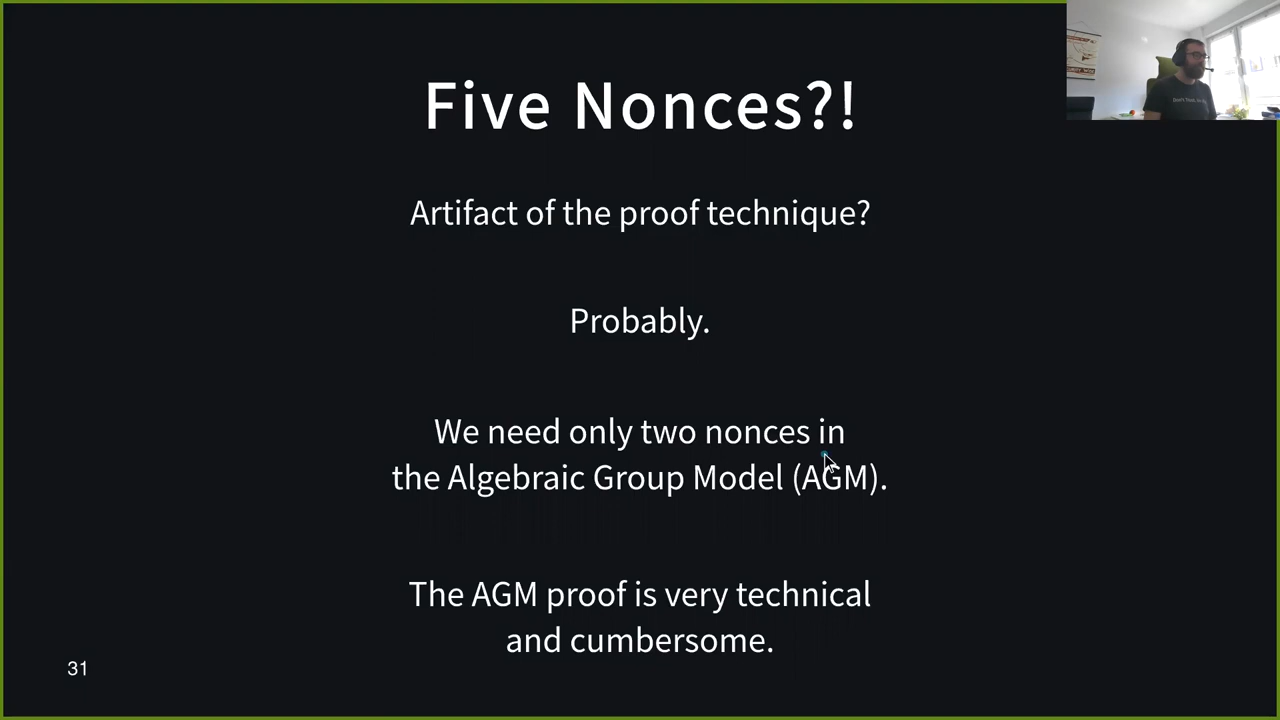 Five Nonces?!
Artifact of the proof technique?
Probably.
We need only two nonces in
the Algebraic Group Model (AGM).
The AGM proof is very technical
and cumbersome.
31